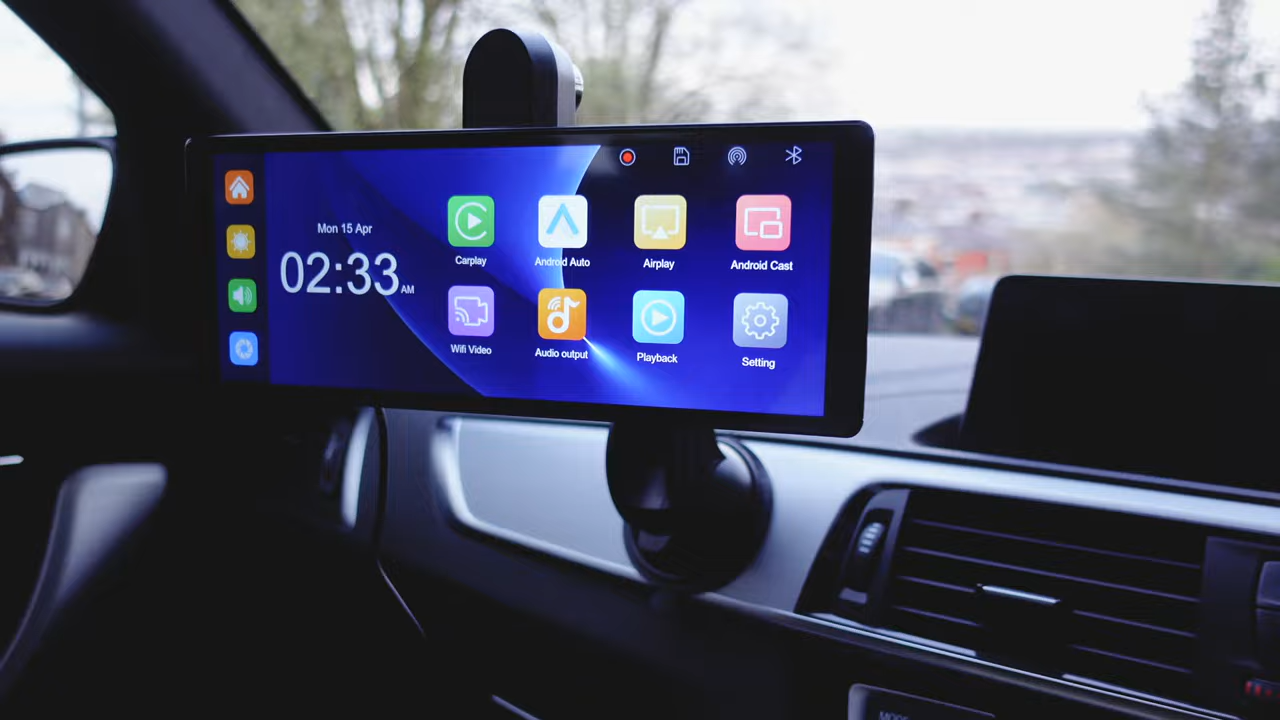 Mon 15 Apr
02:33 AM
Carplay
Android Auto
Airplay
Android Cast
Wifi Video
Audio output
Playback
Setting